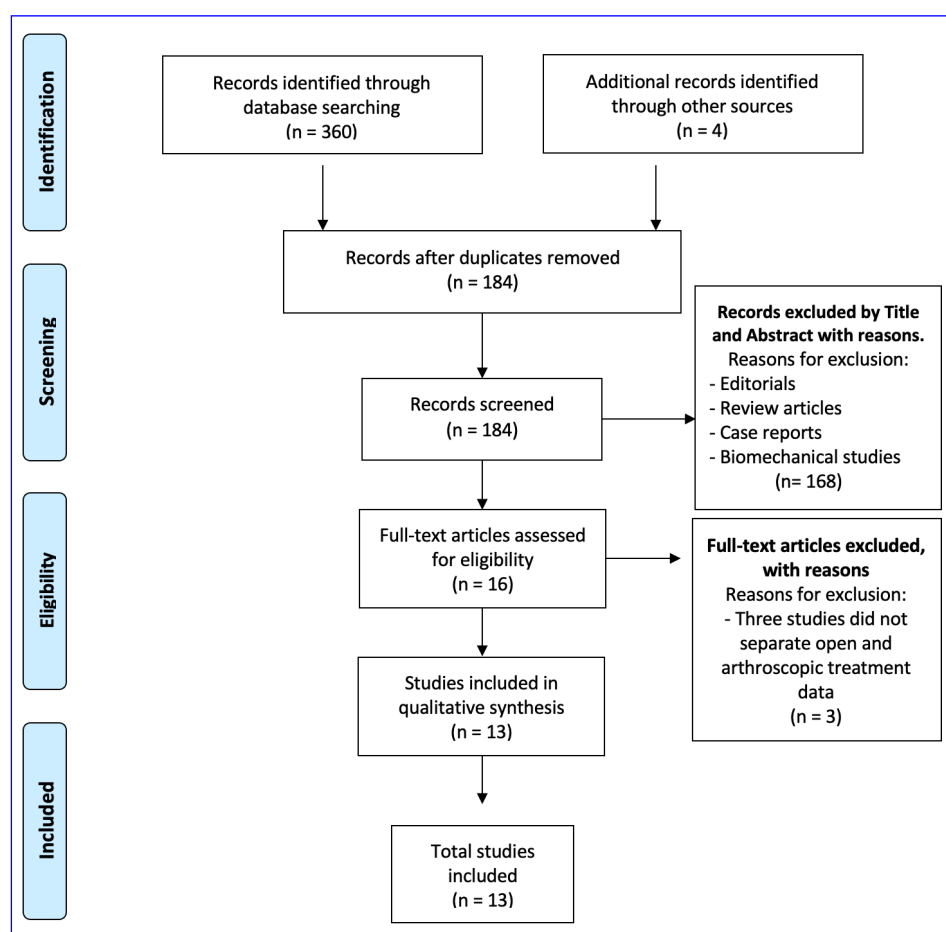 Identification
Records identified through
database searching
(n = 360)
Additional records identified
through other sources
(n = 4)
Records after duplicates removed
(n = 184)
Screening
Records screened
(n = 184)
Records excluded by Title
and Abstract with reasons.
Reasons for exclusion:
- Editorials
- Review articles
- Case reports
- Biomechanical studies
(n= 168)
Eligibility
Full-text articles assessed
for eligibility
(n = 16)
Full-text articles excluded,
with reasons
Reasons for exclusion:
- Three studies did not
separate open and
arthroscopic treatment
data
(n = 3)
Studies included in
qualitative synthesis
(n = 13)
Included
Total studies
included
(n = 13)